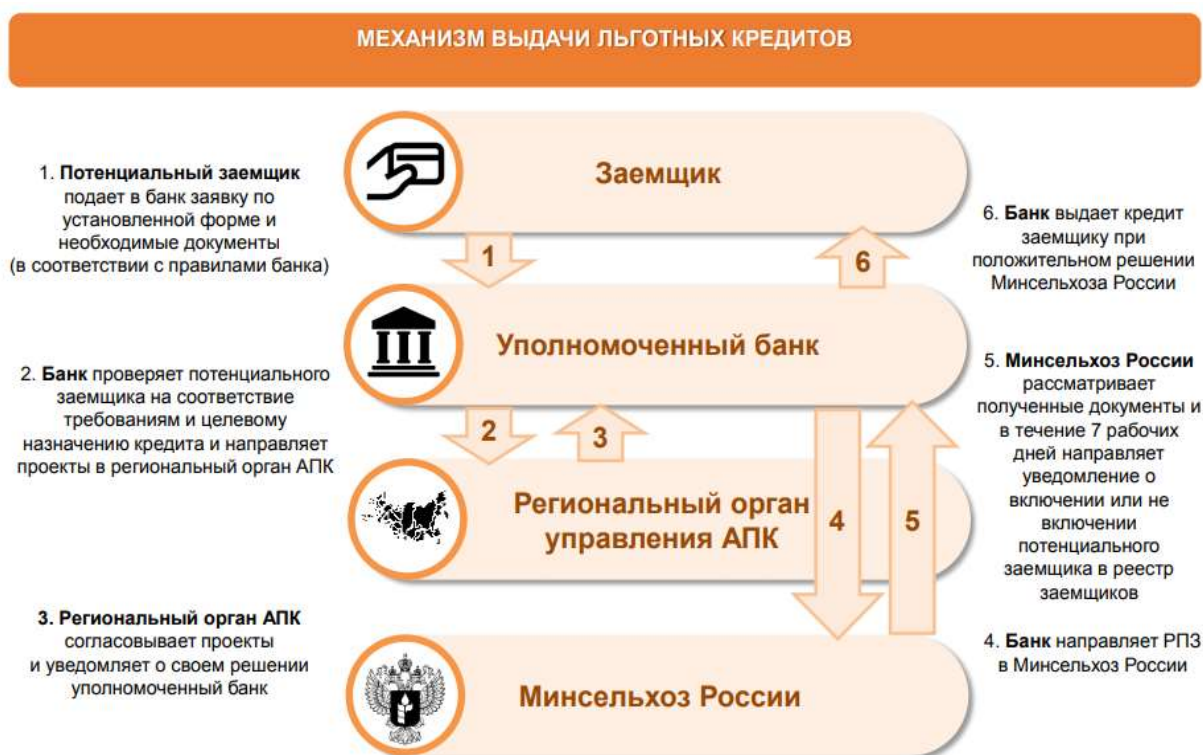 МЕХАНИЗМ ВЫДАЧИ ЛЬГОТНЫХ КРЕДИТОВ
1. Потенциальный заемщик
подает в банк заявку по
установленной форме и
необходимые документы
(в соответствии с правилами банка)
2. Банк проверяет потенциального
заемщика на соответствие
требованиям и целевому
назначению кредита и направляет
проекты в региональный орган АПК
3. Региональный орган АПК
согласовывает проекты
и уведомляет о своем решении
уполномоченный банк
Заемщик
1
6
Уполномоченный банк
2
3
Региональный орган
управления АПК
4
5
Минсельхоз России
6. Банк выдает кредит
заемщику при
положительном решении
Минсельхоза России
5. Минсельхоз России
рассматривает
полученные документы и
в течение 7 рабочих
дней направляет
уведомление о
включении или не
включении
потенциального
заемщика в реестр
заемщиков
4. Банк направляет РПЗ
в Минсельхоз России